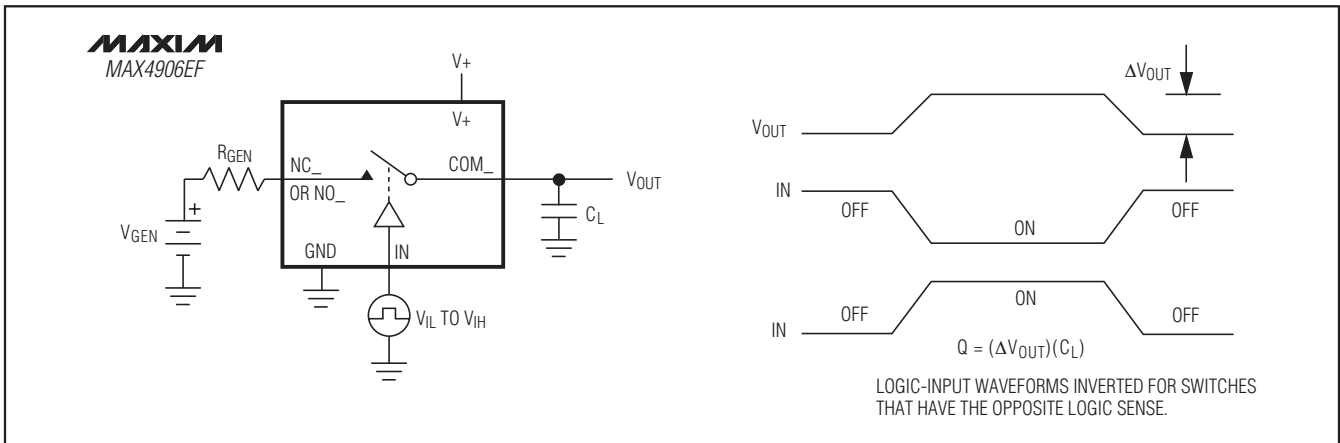 MAXIM
MAX4906EF
V+
V+
RGEN
NC_
OR NO_
COM_
VOUT
CL
VGEN
+
GND
IN
VIL TO VIH
ΔVOUT
VOUT
IN
OFF
ON
OFF
IN
OFF
ON
OFF
Q = (ΔVOUT)(CL)
LOGIC-INPUT WAVEFORMS INVERTED FOR SWITCHES
THAT HAVE THE OPPOSITE LOGIC SENSE.